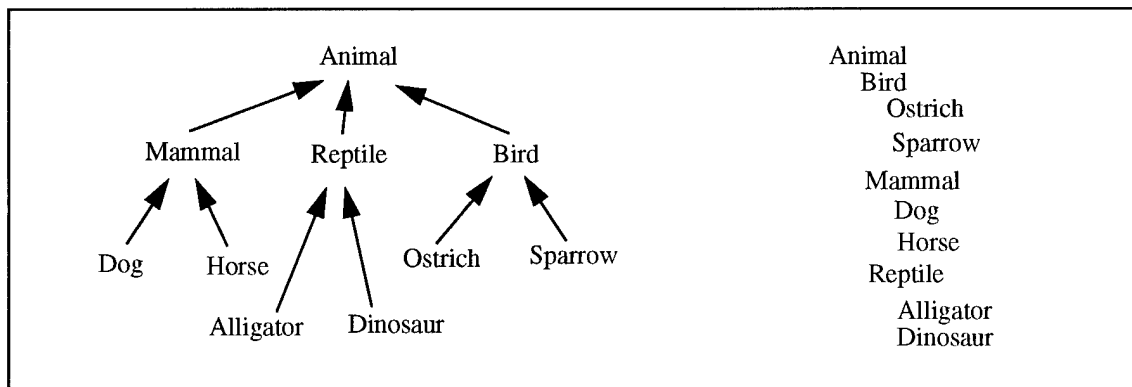 Animal
Mammal Reptile Bird
Dog Horse Ostrich Sparrow
Alligator Dinosaur
Animal
Bird
Ostrich
Sparrow
Mammal
Dog
Horse
Reptile
Alligator
Dinosaur